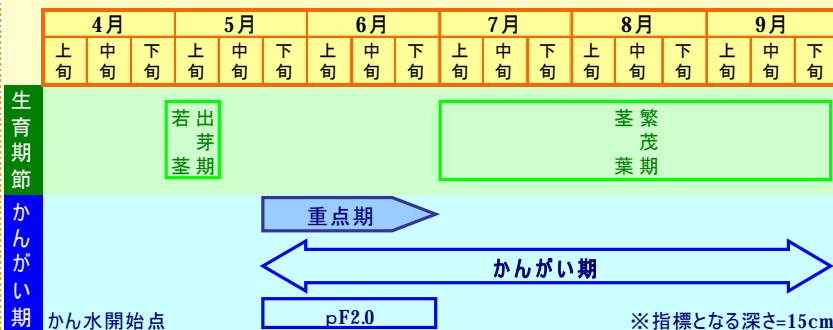 4月 5月 6月 7月 8月 9月
上旬 中旬 下旬 上旬 中旬 下旬 上旬 中旬 下旬 上旬 中旬 下旬 上旬 中旬 下旬 上旬 中旬 下旬
生育期節
若茎 出芽期
茎葉 繁茂期
かんがい期
重点期
かんがい期
かん水開始点 pF2.0 ※指標となる深さ=15cm